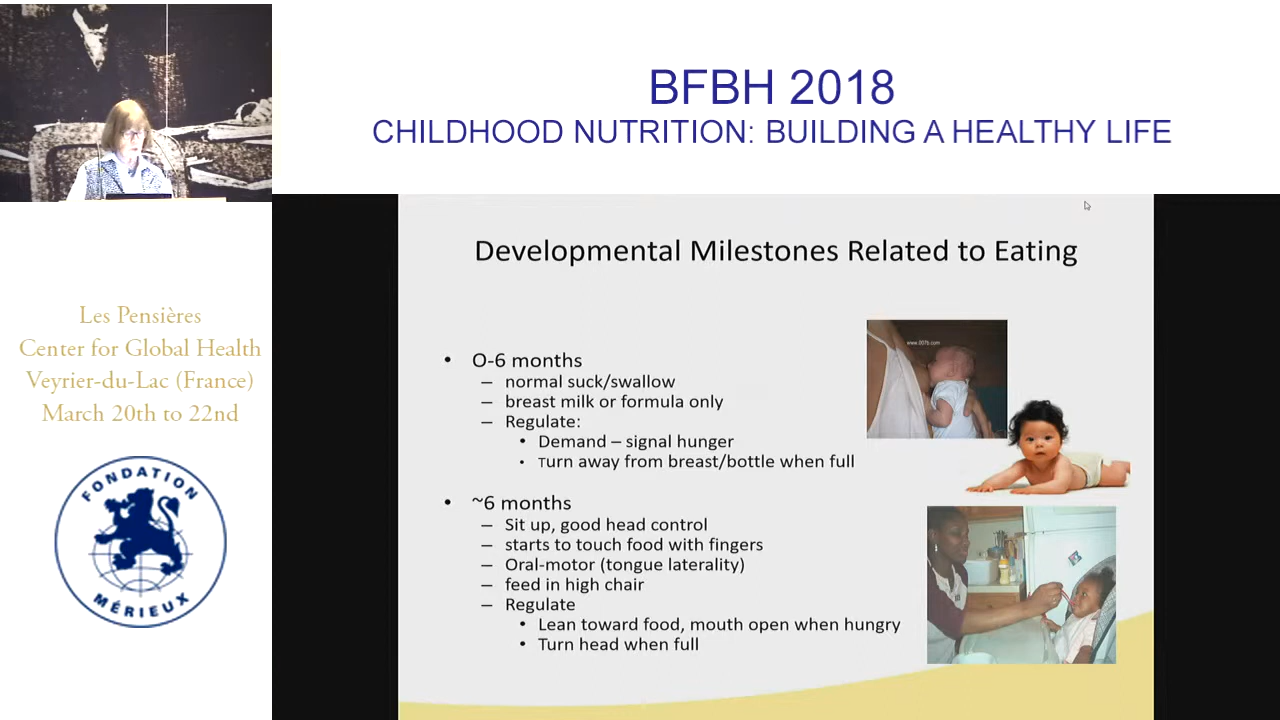 BFBH 2018
CHILDHOOD NUTRITION: BUILDING A HEALTHY LIFE
Les Pensières
Center for Global Health
Veyrier-du-Lac (France)
March 20th to 22nd
FONDATION
MÉRIEUX
Developmental Milestones Related to Eating
• O-6 months
– normal suck/swallow
– breast milk or formula only
– Regulate:
• Demand – signal hunger
• Turn away from breast/bottle when full
• ~6 months
– Sit up, good head control
– starts to touch food with fingers
– Oral-motor (tongue laterality)
– feed in high chair
– Regulate
• Lean toward food, mouth open when hungry
• Turn head when full
www.007b.com